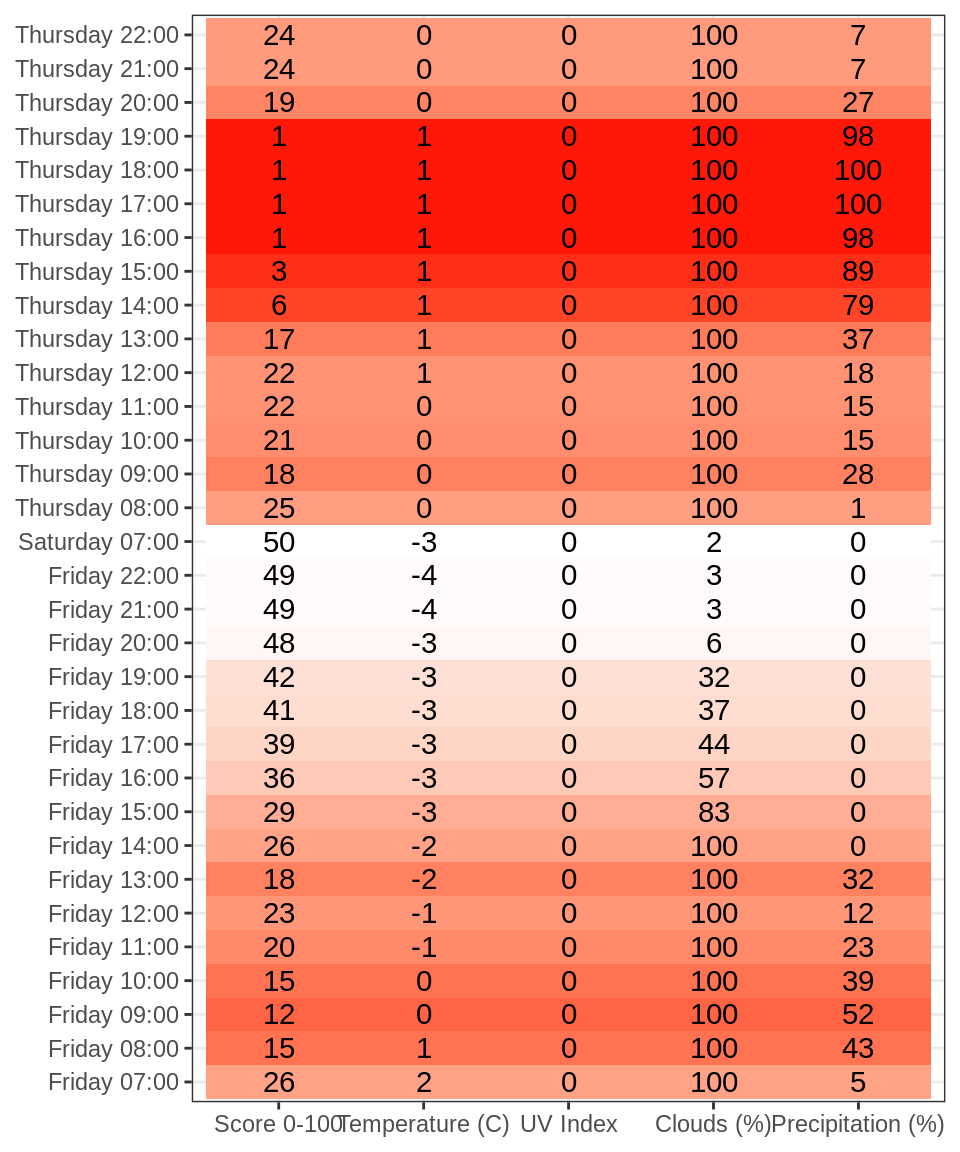 Thursday 22:00 24 0 0 100 7
Thursday 21:00 24 0 0 100 7
Thursday 20:00 19 0 0 100 27
Thursday 19:00 1 1 0 100 98
Thursday 18:00 1 1 0 100 100
Thursday 17:00 1 1 0 100 100
Thursday 16:00 1 1 0 100 98
Thursday 15:00 3 1 0 100 89
Thursday 14:00 6 1 0 100 79
Thursday 13:00 17 1 0 100 37
Thursday 12:00 22 1 0 100 18
Thursday 11:00 22 0 0 100 15
Thursday 10:00 21 0 0 100 15
Thursday 09:00 18 0 0 100 28
Thursday 08:00 25 0 0 100 1
Saturday 07:00 50 -3 0 2 0
Friday 22:00 49 -4 0 3 0
Friday 21:00 49 -4 0 3 0
Friday 20:00 48 -3 0 6 0
Friday 19:00 42 -3 0 32 0
Friday 18:00 41 -3 0 37 0
Friday 17:00 39 -3 0 44 0
Friday 16:00 36 -3 0 57 0
Friday 15:00 29 -3 0 83 0
Friday 14:00 26 -2 0 100 0
Friday 13:00 18 -2 0 100 32
Friday 12:00 23 -1 0 100 12
Friday 11:00 20 -1 0 100 23
Friday 10:00 15 0 0 100 39
Friday 09:00 12 0 0 100 52
Friday 08:00 15 1 0 100 43
Friday 07:00 26 2 0 100 5
Score 0-100 Temperature (C) UV Index Clouds (%) Precipitation (%)